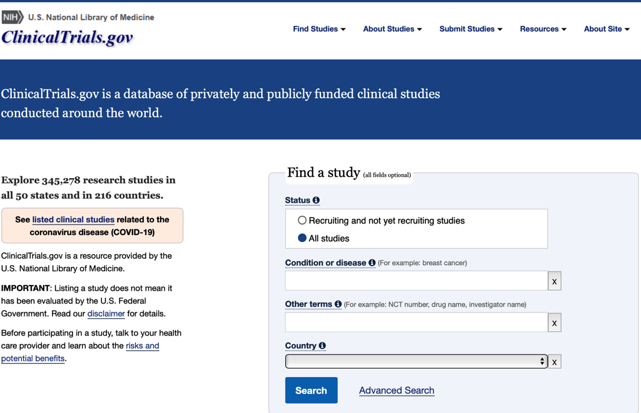 NIH U.S. National Library of Medicine
ClinicalTrials.gov
Find Studies About Studies Submit Studies Resources About Site
ClinicalTrials.gov is a database of privately and publicly funded clinical studies
conducted around the world.
Explore 345,278 research studies in
all 50 states and in 216 countries.
See listed clinical studies related to the
coronavirus disease (COVID-19)
ClinicalTrials.gov is a resource provided by the
U.S. National Library of Medicine.
IMPORTANT: Listing a study does not mean it
has been evaluated by the U.S. Federal
Government. Read our disclaimer for details.
Before participating in a study, talk to your health
care provider and learn about the risks and
potential benefits.
Find a study (all fields optional)
Status
Recruiting and not yet recruiting studies
All studies
Condition or disease (For example: breast cancer)
x
Other terms (For example: NCT number, drug name, investigator name)
x
Country
x
Search Advanced Search